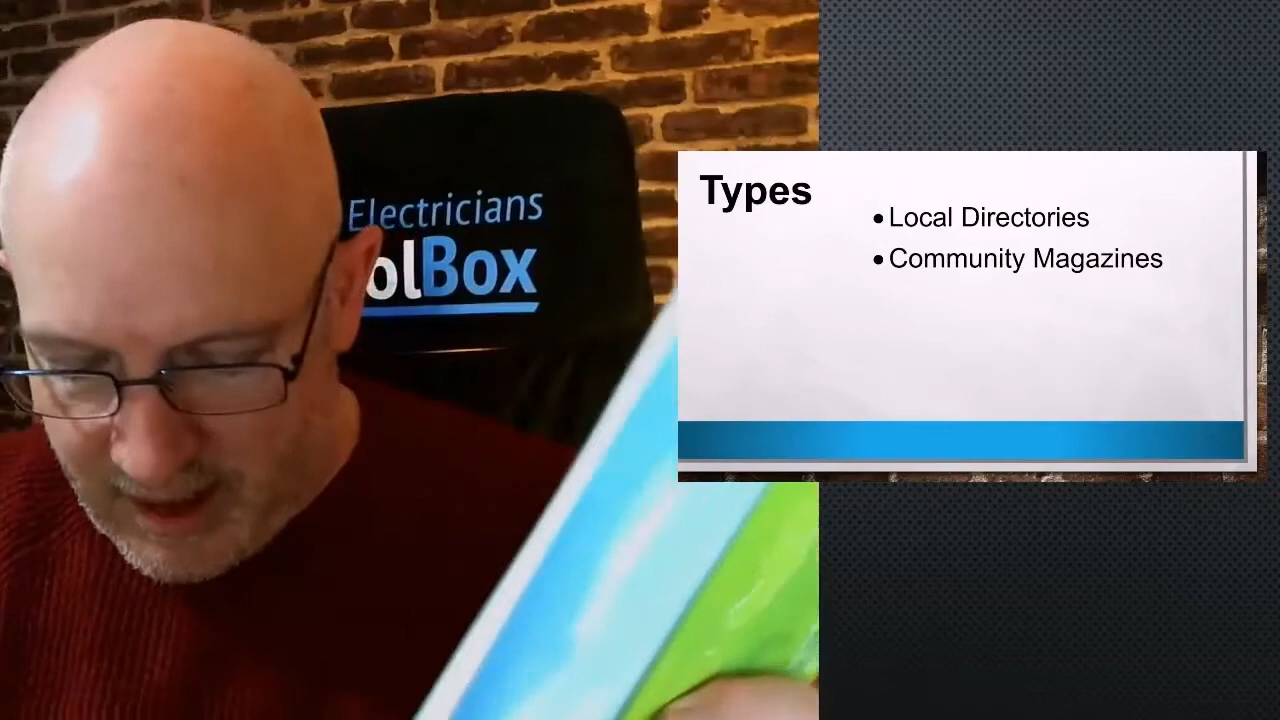 Electricians
olBox
Types
• Local Directories
• Community Magazines